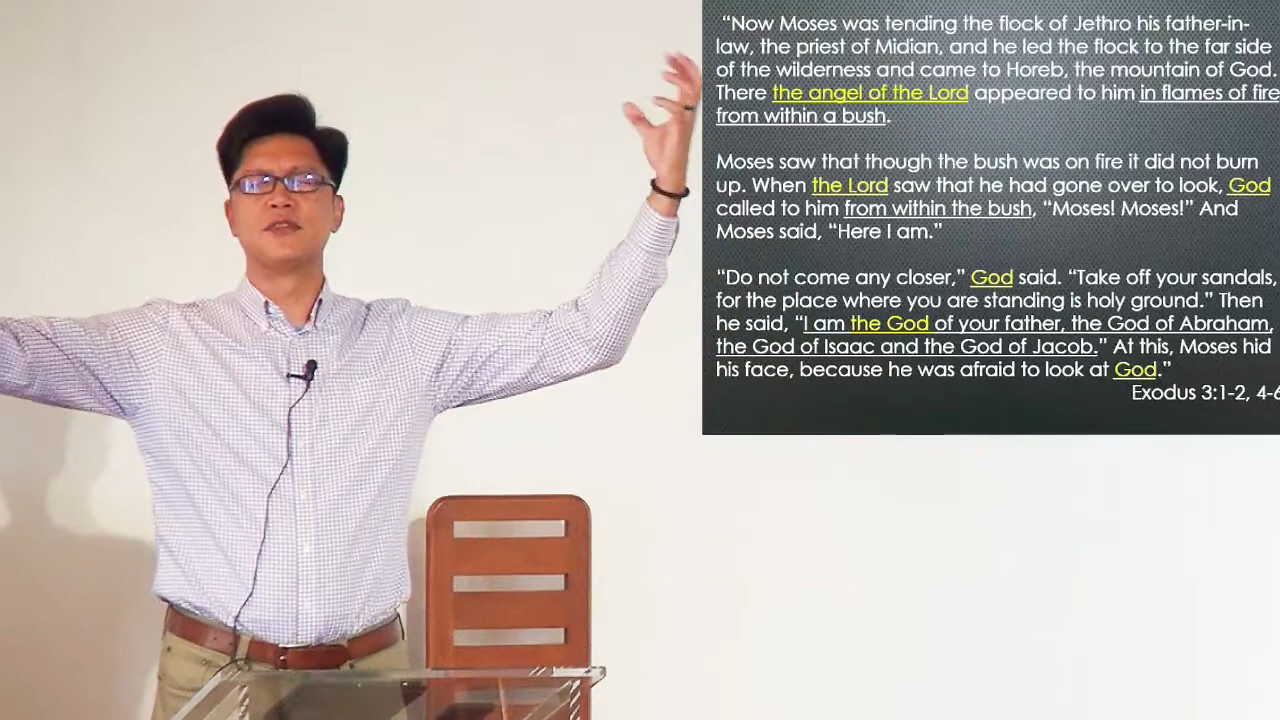 “Now Moses was tending the flock of Jethro his father-in-
law, the priest of Midian, and he led the flock to the far side
of the wilderness and came to Horeb, the mountain of God.
There the angel of the Lord appeared to him in flames of fire
from within a bush.
Moses saw that though the bush was on fire it did not burn
up. When the Lord saw that he had gone over to look, God
called to him from within the bush, “Moses! Moses!” And
Moses said, “Here I am.”
“Do not come any closer,” God said. “Take off your sandals,
for the place where you are standing is holy ground.” Then
he said, “I am the God of your father, the God of Abraham,
the God of Isaac and the God of Jacob.” At this, Moses hid
his face, because he was afraid to look at God.”
Exodus 3:1-2, 4-6